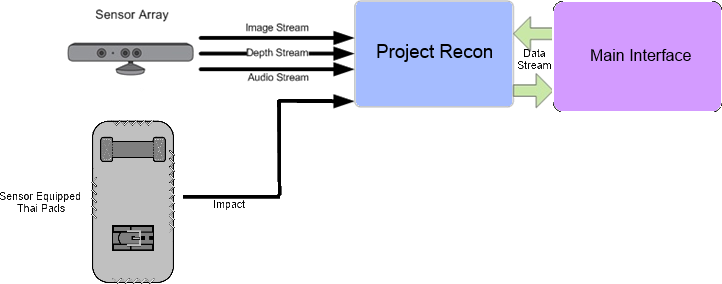 Sensor Array
Image Stream
Depth Stream
Audio Stream
Project Recon
Data
Stream
Main Interface
Sensor Equipped
Thai Pads
Impact